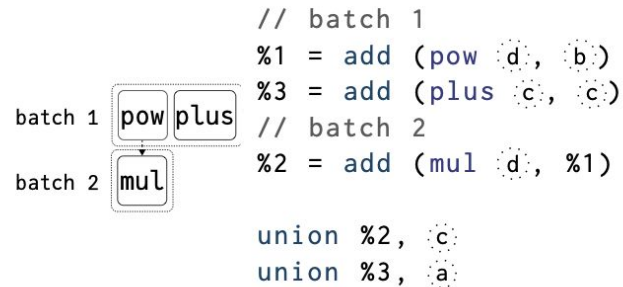 batch 1 pow plus
batch 2 mul
// batch 1
%1 = add (pow d, b)
%3 = add (plus c, c)
// batch 2
%2 = add (mul d, %1)
union %2, c
union %3, a